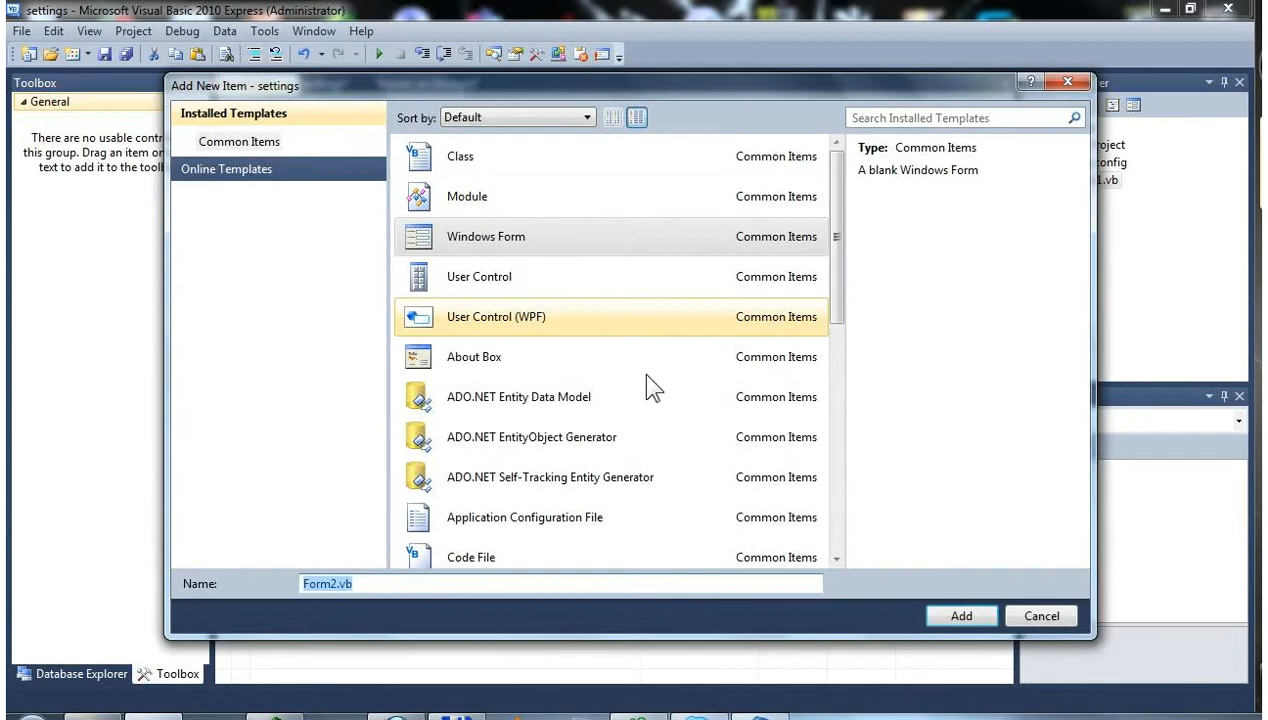 settings - Microsoft Visual Basic 2010 Express (Administrator)
File Edit View Project Debug Data Tools Window Help
Toolbox
General
There are no usable contr
this group. Drag an item on
text to add it to the toolb
Add New Item - settings
Installed Templates
Common Items
Online Templates
Sort by: Default
Search Installed Templates
Class Common Items
Module Common Items
Windows Form Common Items
User Control Common Items
User Control (WPF) Common Items
About Box Common Items
ADO.NET Entity Data Model Common Items
ADO.NET EntityObject Generator Common Items
ADO.NET Self-Tracking Entity Generator Common Items
Application Configuration File Common Items
Code File Common Items
Type: Common Items
A blank Windows Form
Name: Form2.vb
Add Cancel
er
oject
onfig
1.vb
Database Explorer Toolbox